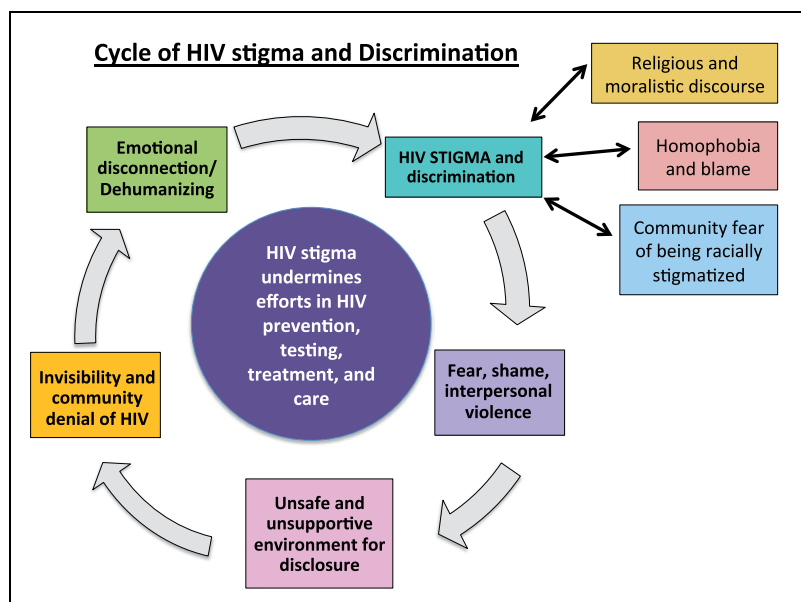 Cycle of HIV stigma and Discrimination
Religious and
moralistic discourse
Emotional
disconnection/
Dehumanizing
HIV STIGMA and
discrimination
Homophobia
and blame
Community fear
of being racially
stigmatized
HIV stigma
undermines
efforts in HIV
prevention,
testing,
treatment, and
care
Fear, shame,
interpersonal
violence
Unsafe and
unsupportive
environment for
disclosure
Invisibility and
community
denial of HIV